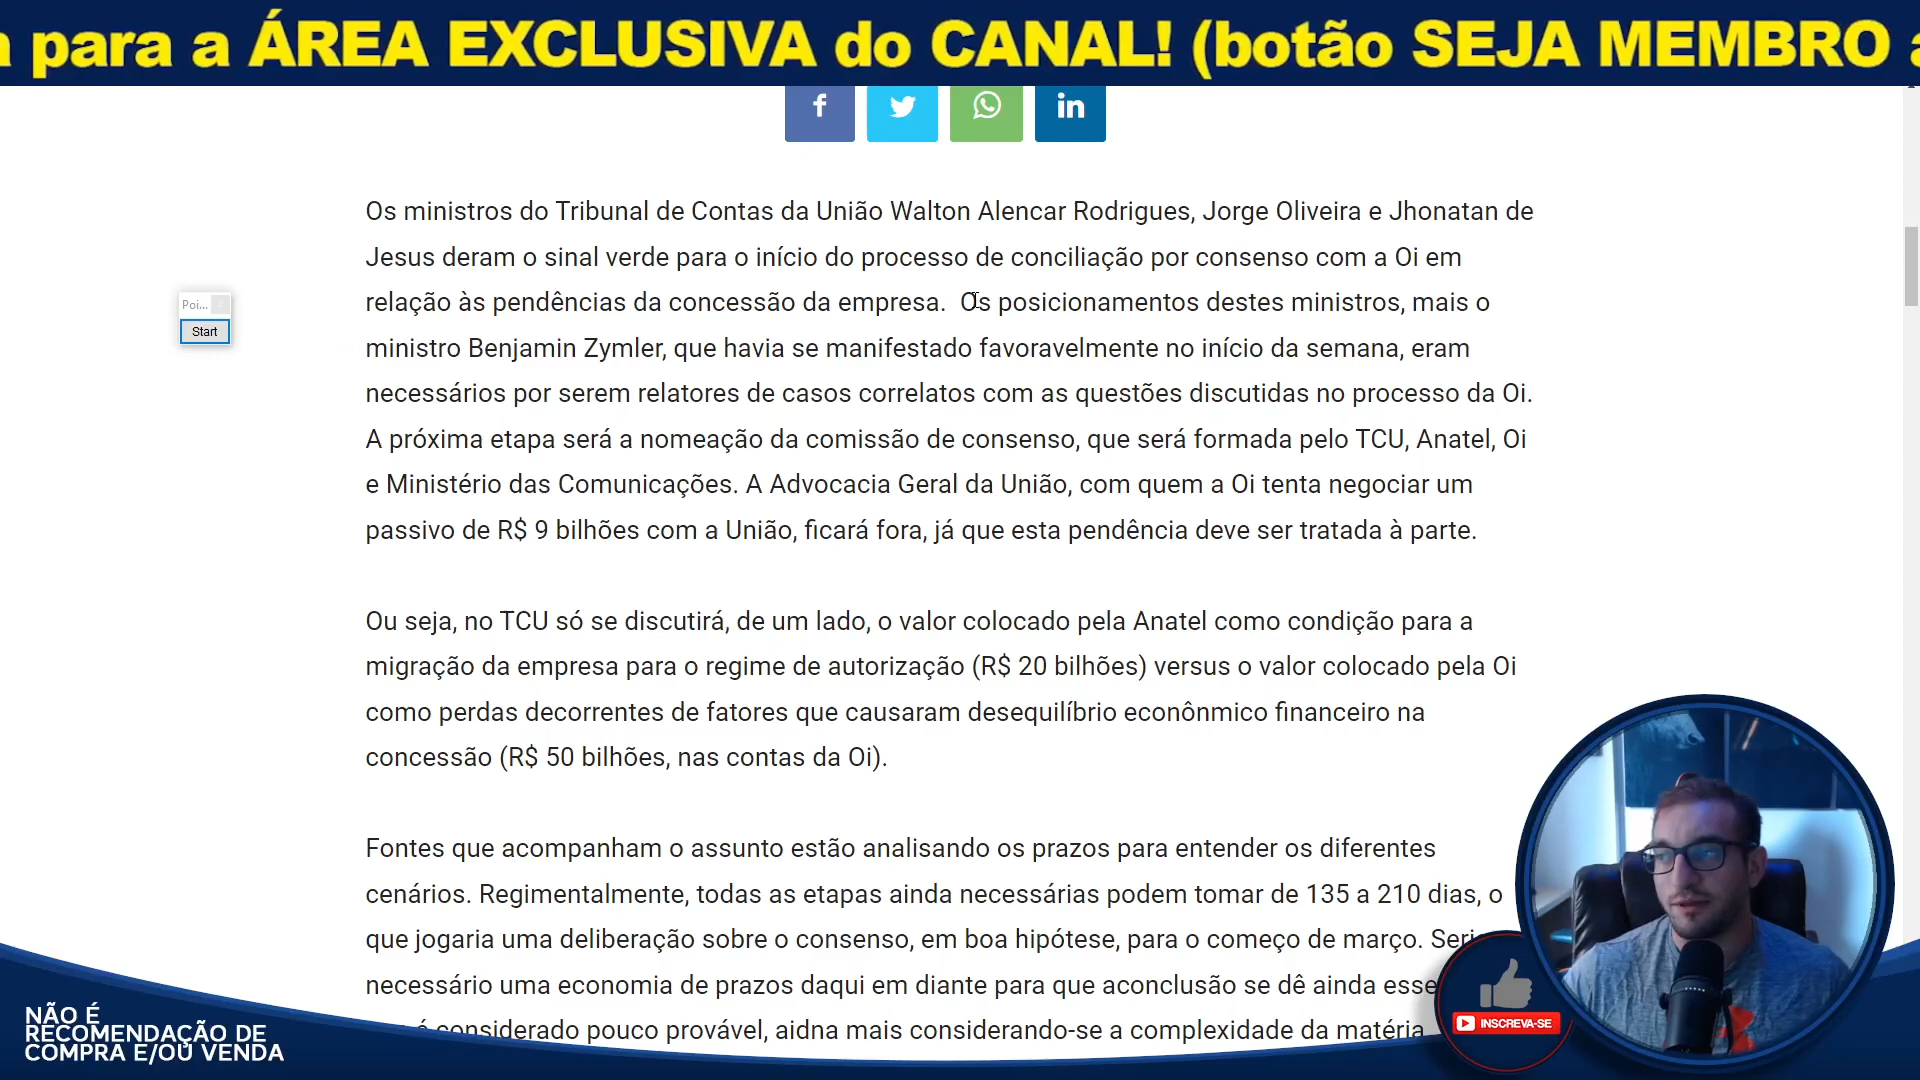 para a ÁREA EXCLUSIVA do CANAL! (botão SEJA MEMBRO
f
in
Os ministros do Tribunal de Contas da União Walton Alencar Rodrigues, Jorge Oliveira e Jhonatan de
Jesus deram o sinal verde para o início do processo de conciliação por consenso com a Oi em
relação às pendências da concessão da empresa.  Os posicionamentos destes ministros, mais o
ministro Benjamin Zymler, que havia se manifestado favoravelmente no início da semana, eram
necessários por serem relatores de casos correlatos com as questões discutidas no processo da Oi.
A próxima etapa será a nomeação da comissão de consenso, que será formada pelo TCU, Anatel, Oi
e Ministério das Comunicações. A Advocacia Geral da União, com quem a Oi tenta negociar um
passivo de R$ 9 bilhões com a União, ficará fora, já que esta pendência deve ser tratada à parte.
Poi...
Start
Ou seja, no TCU só se discutirá, de um lado, o valor colocado pela Anatel como condição para a
migração da empresa para o regime de autorização (R$ 20 bilhões) versus o valor colocado pela Oi
como perdas decorrentes de fatores que causaram desequilíbrio econônmico financeiro na
concessão (R$ 50 bilhões, nas contas da Oi).
Fontes que acompanham o assunto estão analisando os prazos para entender os diferentes
cenários. Regimentalmente, todas as etapas ainda necessárias podem tomar de 135 a 210 dias, o
que jogaria uma deliberação sobre o consenso, em boa hipótese, para o começo de março. Seri
necessário uma economia de prazos daqui em diante para que aconclusão se dê ainda esse
é considerado pouco provável, aidna mais considerando-se a complexidade da matéria
INSCREVA-SE
NÃO É
RECOMENDAÇÃO DE
COMPRA E/OU VENDA